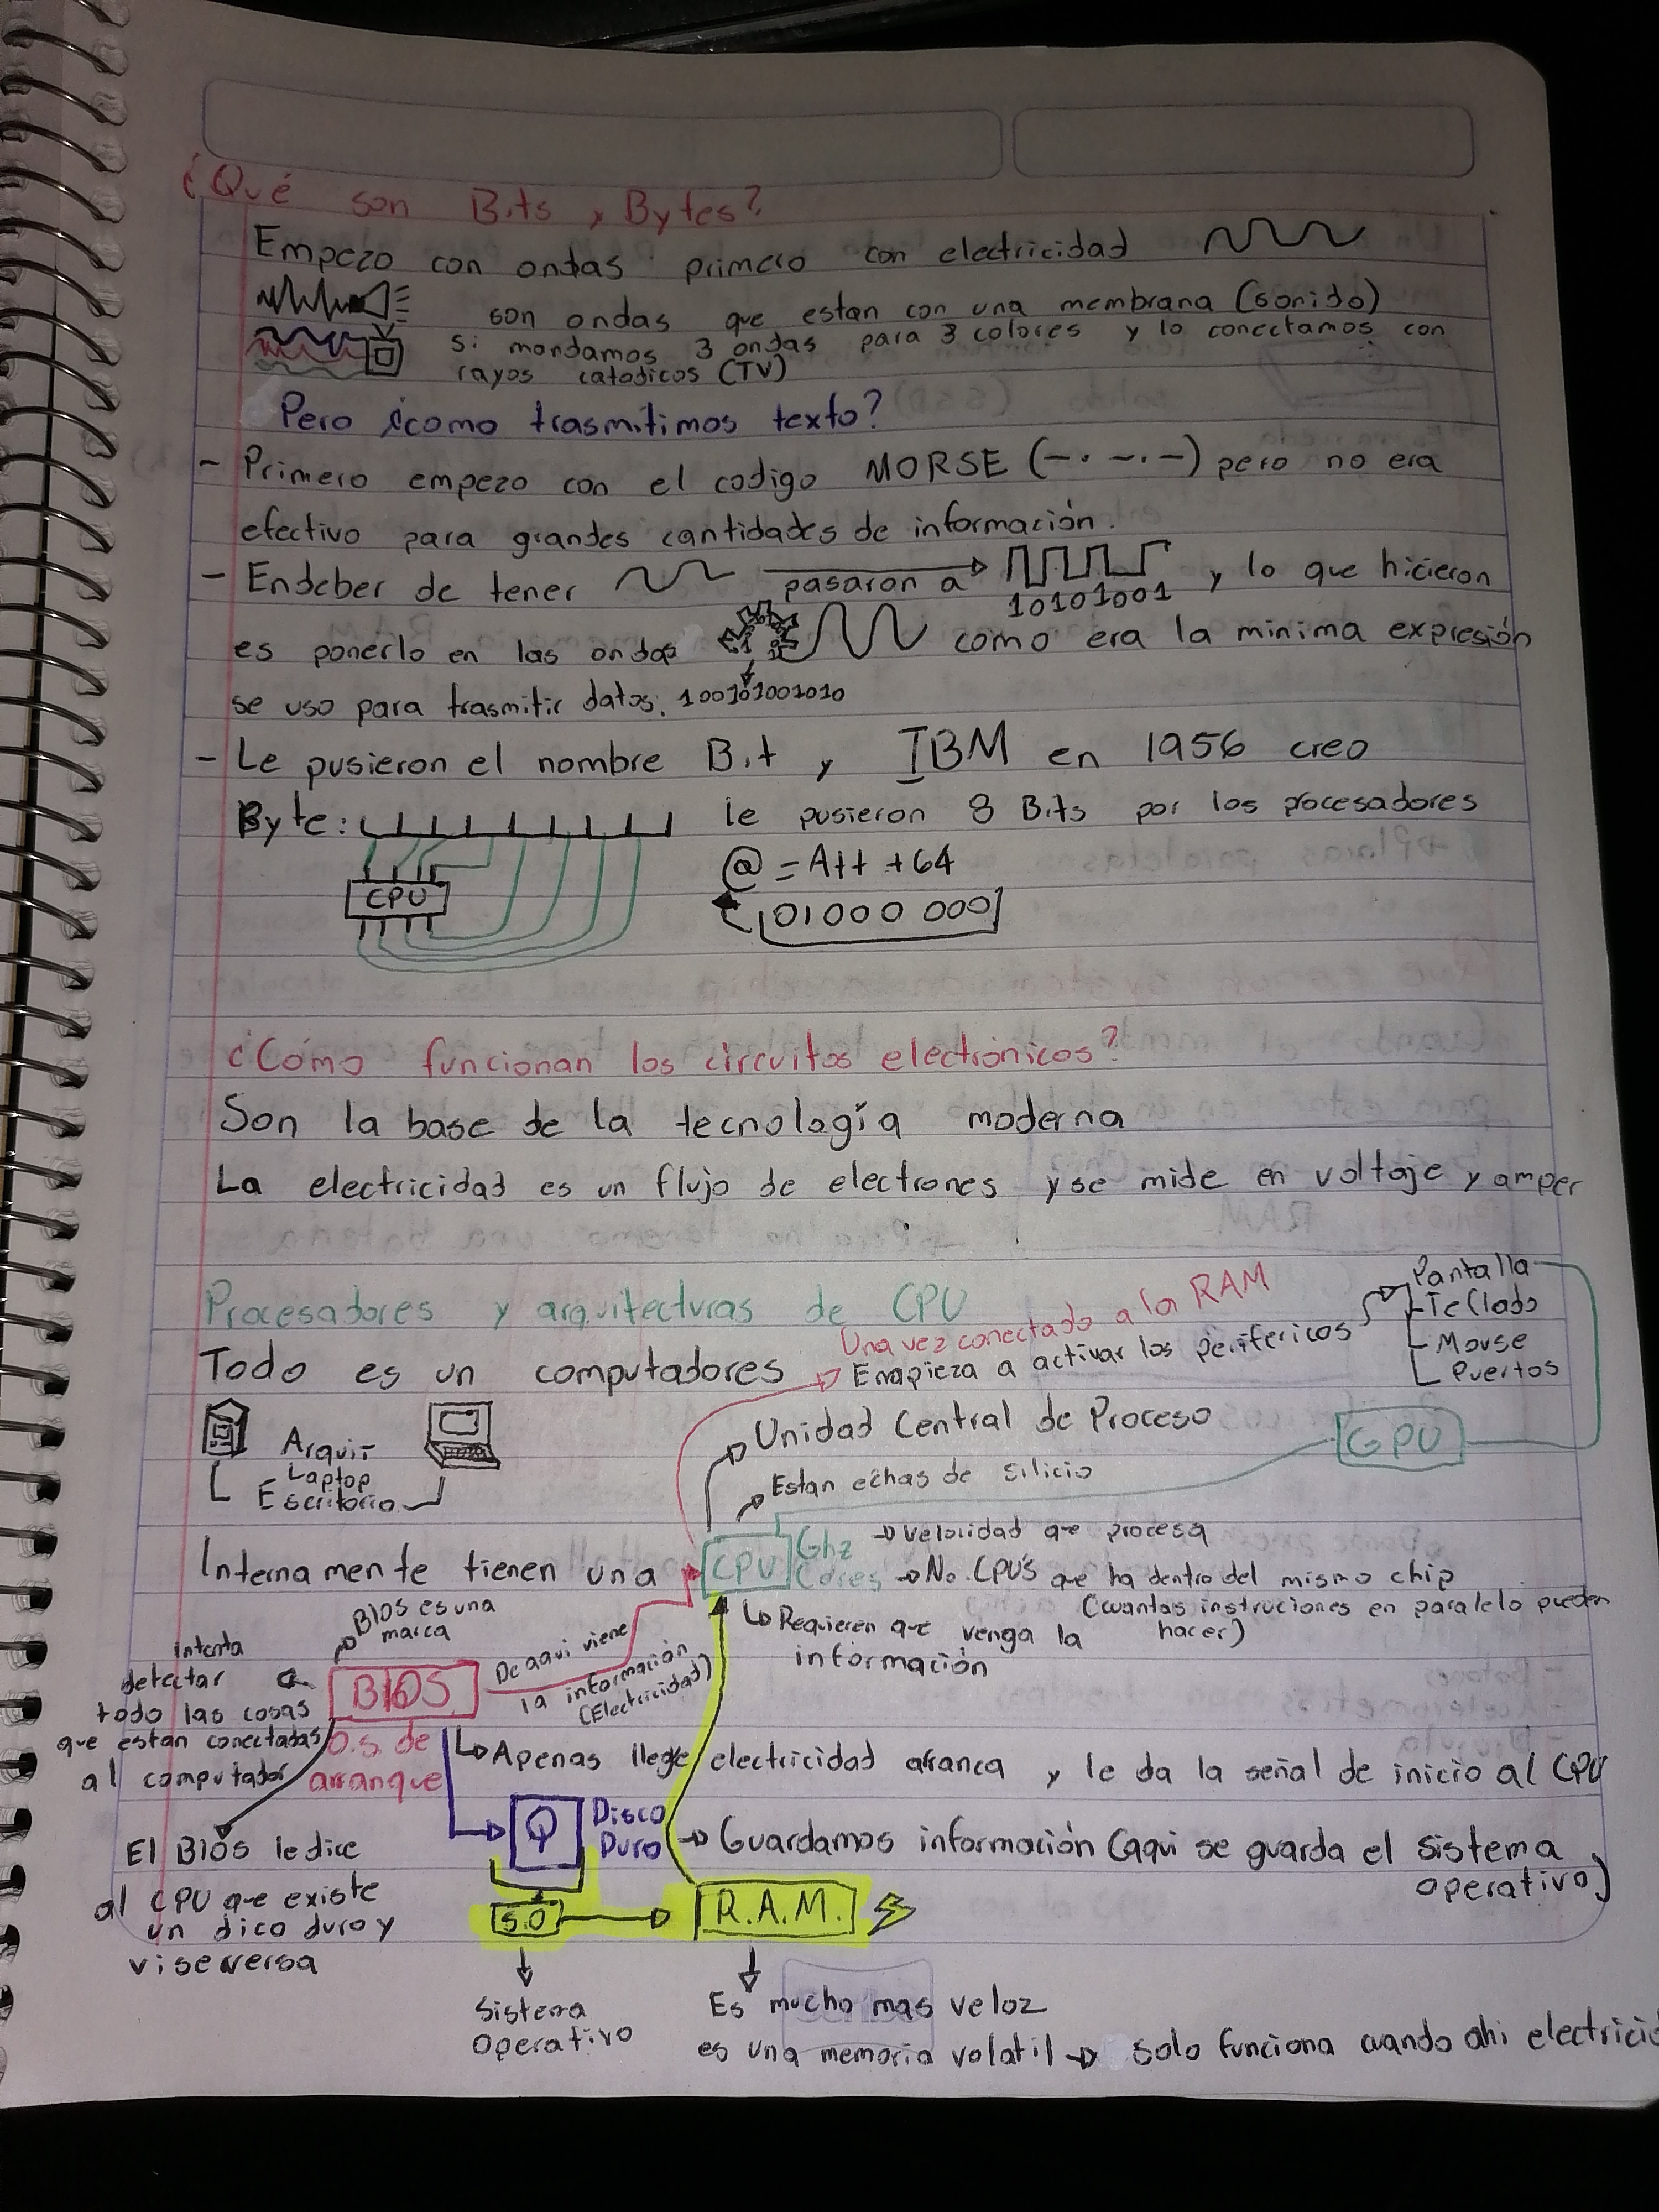 ¿Qué son Bits y Bytes?
Empezo con ondas primero con electricidad
son ondas que estan con una membrana (sonido)
si mandamos 3 ondas para 3 colores y lo conectamos con
rayos catodicos (TV)
Pero ¿como trasmitimos texto?
- Primero empezo con el codigo MORSE (-·-·-) pero no era
efectivo para grandes cantidades de información.
- Endeber de tener pasaron a y lo que hicieron
10101001
es ponerlo en las ondas como era la minima expresión
se uso para trasmitir datos. 100101001010
- Le pusieron el nombre Bit y IBM en 1956 creo
Byte: le pusieron 8 Bits por los procesadores
@ = Alt + 64
CPU
01000 000
¿Cómo funcionan los circuitos electrónicos?
Son la base de la tecnología moderna
La electricidad es un flujo de electrones y se mide en voltaje y amper
Procesadores y arquitecturas de CPU
Una vez conectado a la RAM
Pantalla
Teclado
Mouse
Puertos
Todo es un computadores
Empieza a activar los perifericos
Arquit
Laptop
Escritorio
Unidad Central de Proceso
GPU
Estan echas de silicio
Internamente tienen una CPU
Ghz → velocidad que procesa
Cores → No. CPU'S que ha dentro del mismo chip
(cuantas instruciones en paralelo pueden
hacer)
Requieren que venga la
información
BIOS es una
marca
Intenta
detectar
todo las cosas
que estan conectadas
al computador
BIOS
O.S. de
arranque
De aqui viene
la información
(Electricidad)
Apenas llege electricidad arranca y le da la señal de inicio al CPU
Disco
Duro → Guardamos información (aqui se guarda el sistema
operativo)
El BIOS le dice
al CPU que existe
un dico duro y
viseversa
S.O
R.A.M.
Sistema
Operativo
Es mucho mas veloz
es una memoria volatil → solo funciona cuando ahi electricid